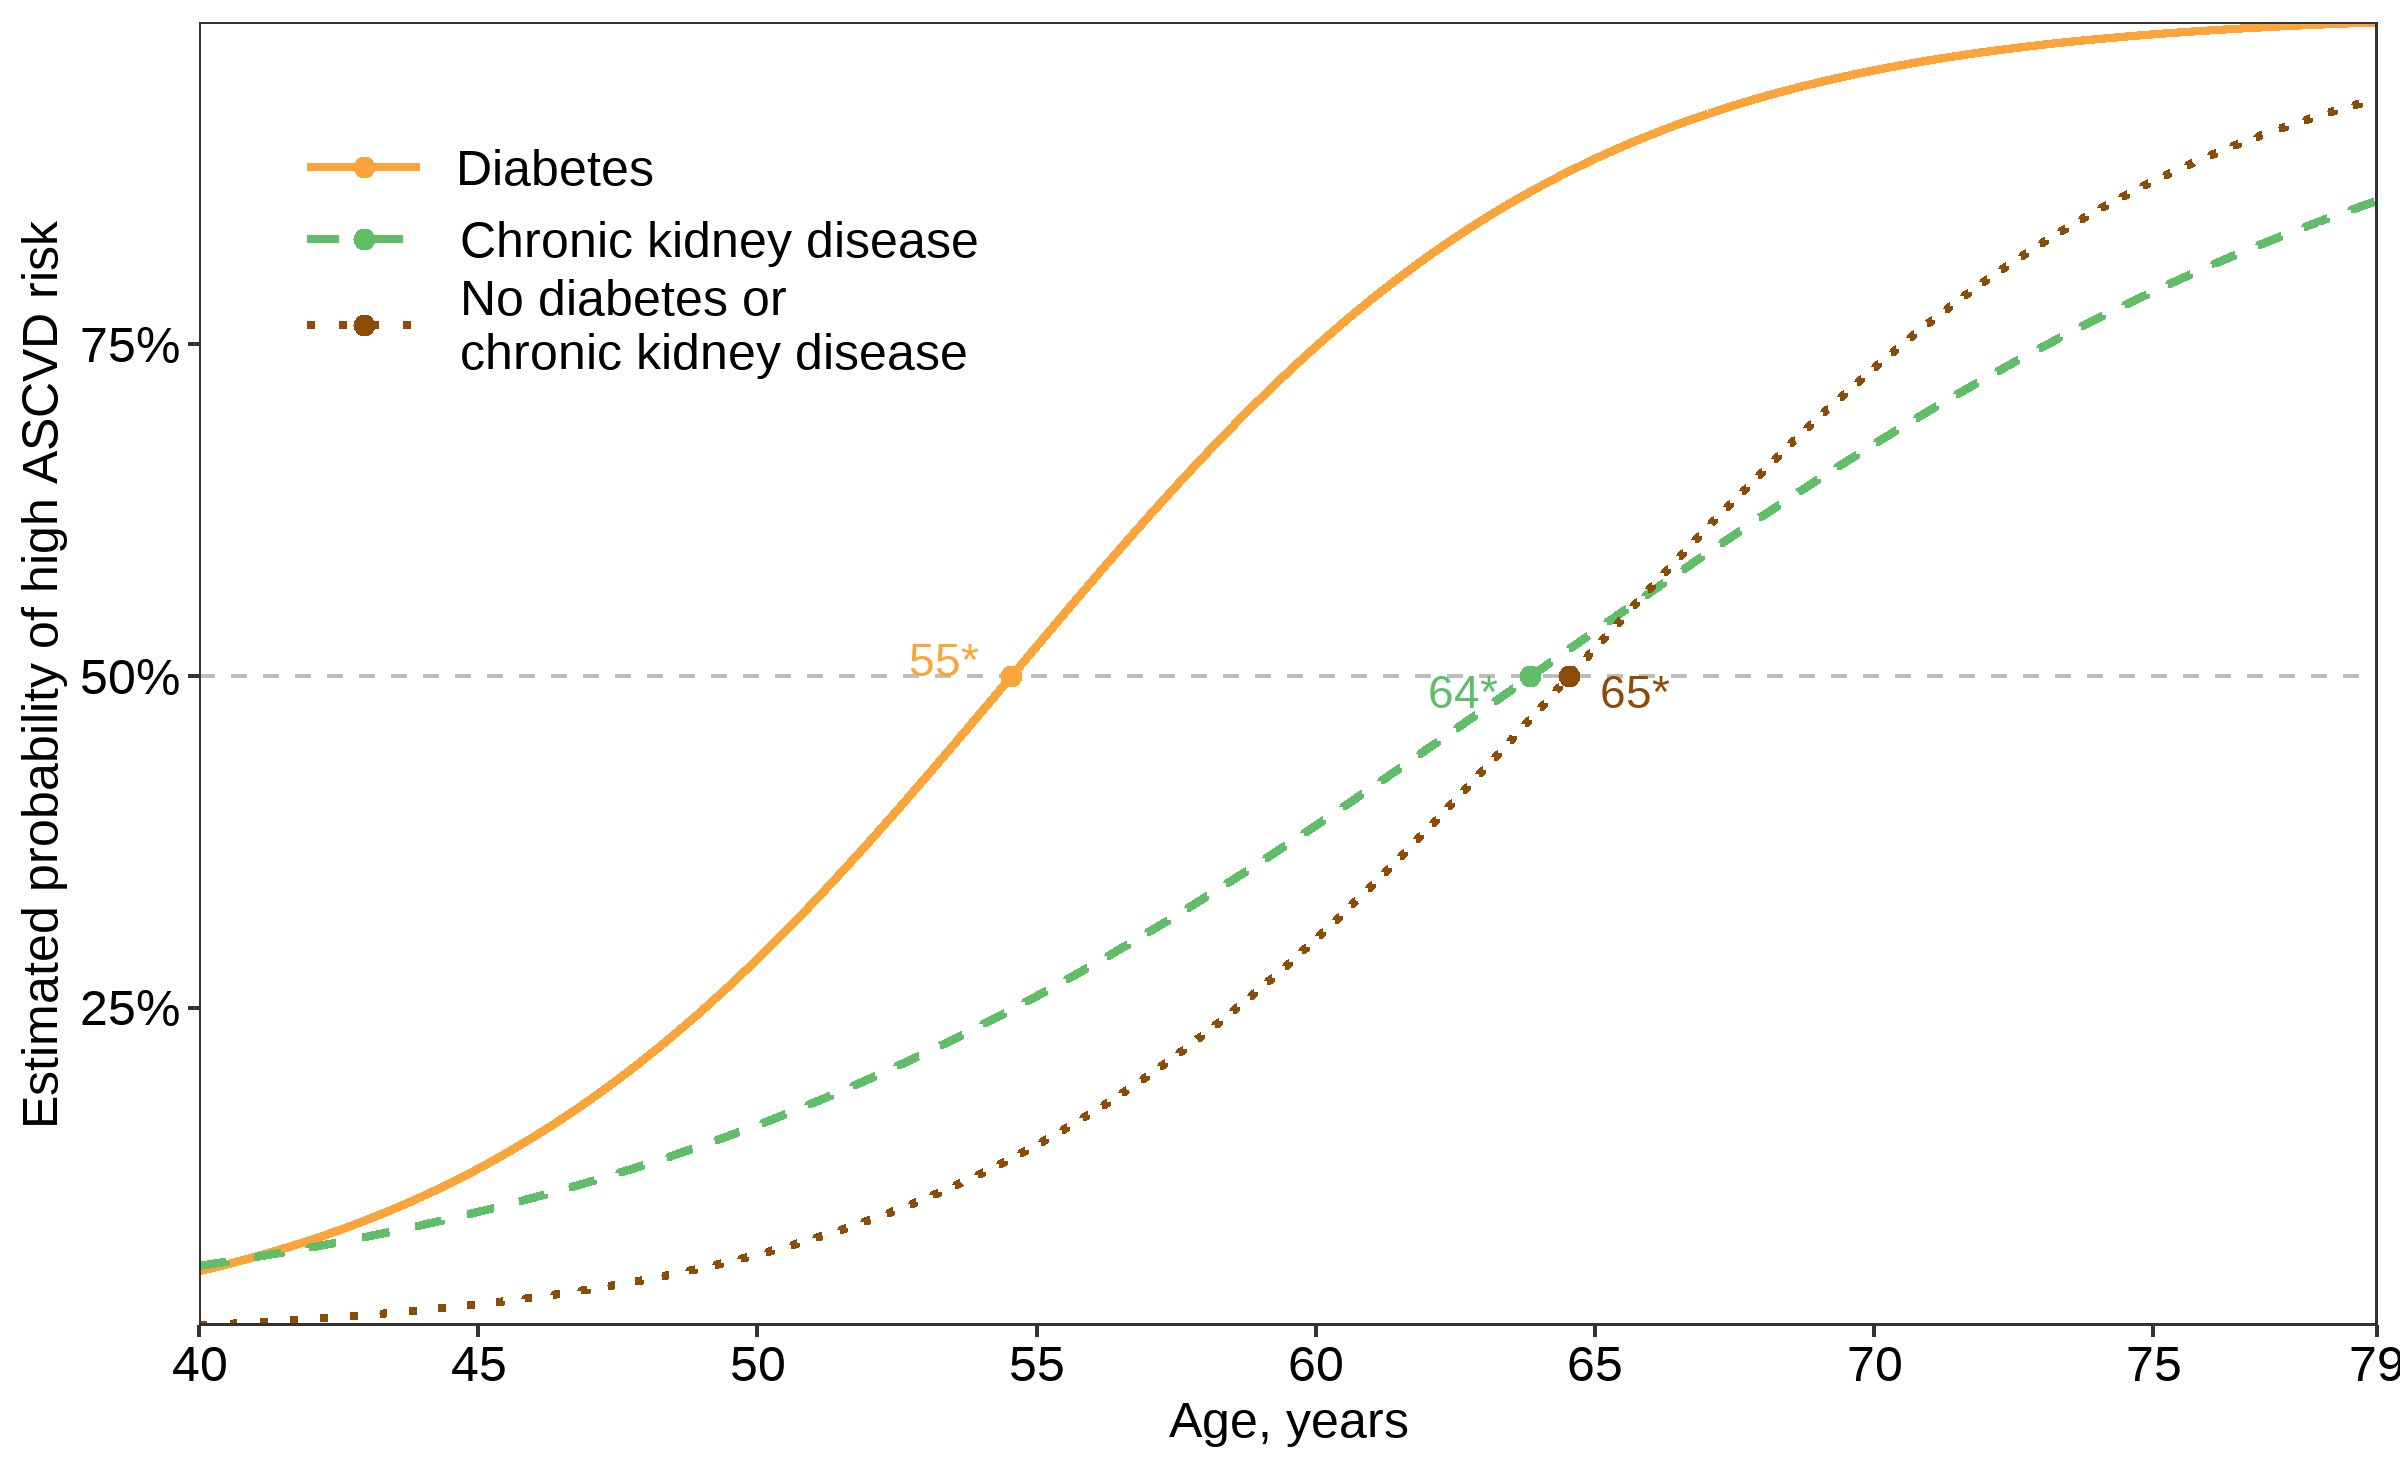 Diabetes
Chronic kidney disease
No diabetes or
chronic kidney disease
Estimated probability of high ASCVD risk
75%
50%
25%
55*
64*
65*
40 45 50 55 60 65 70 75 79
Age, years